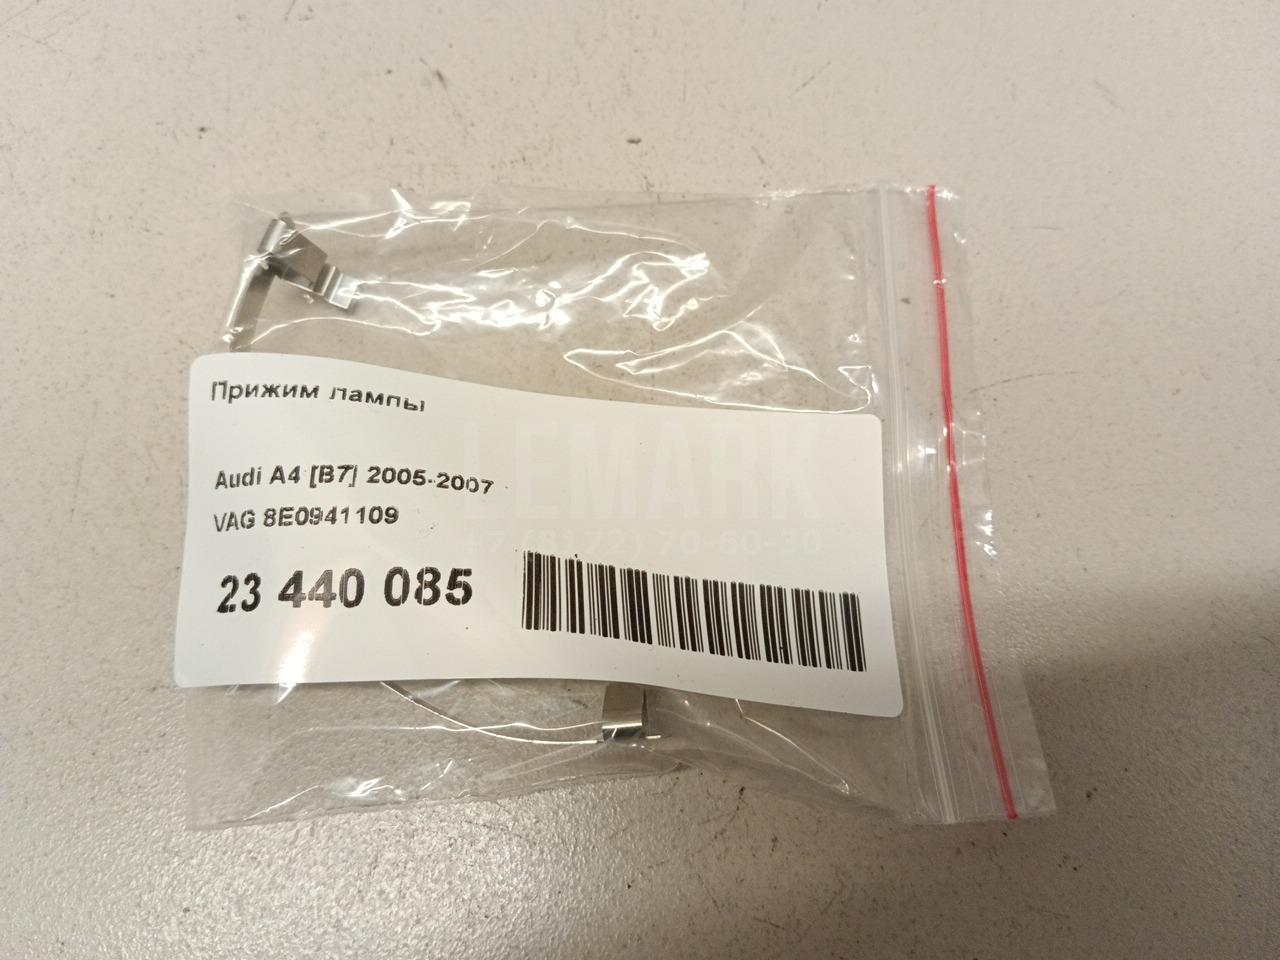 Прижим лампы
Audi A4 [B7] 2005-2007
VAG 8E0941109
23 440 085
LEMARK
+7 (8172) 70-60-30